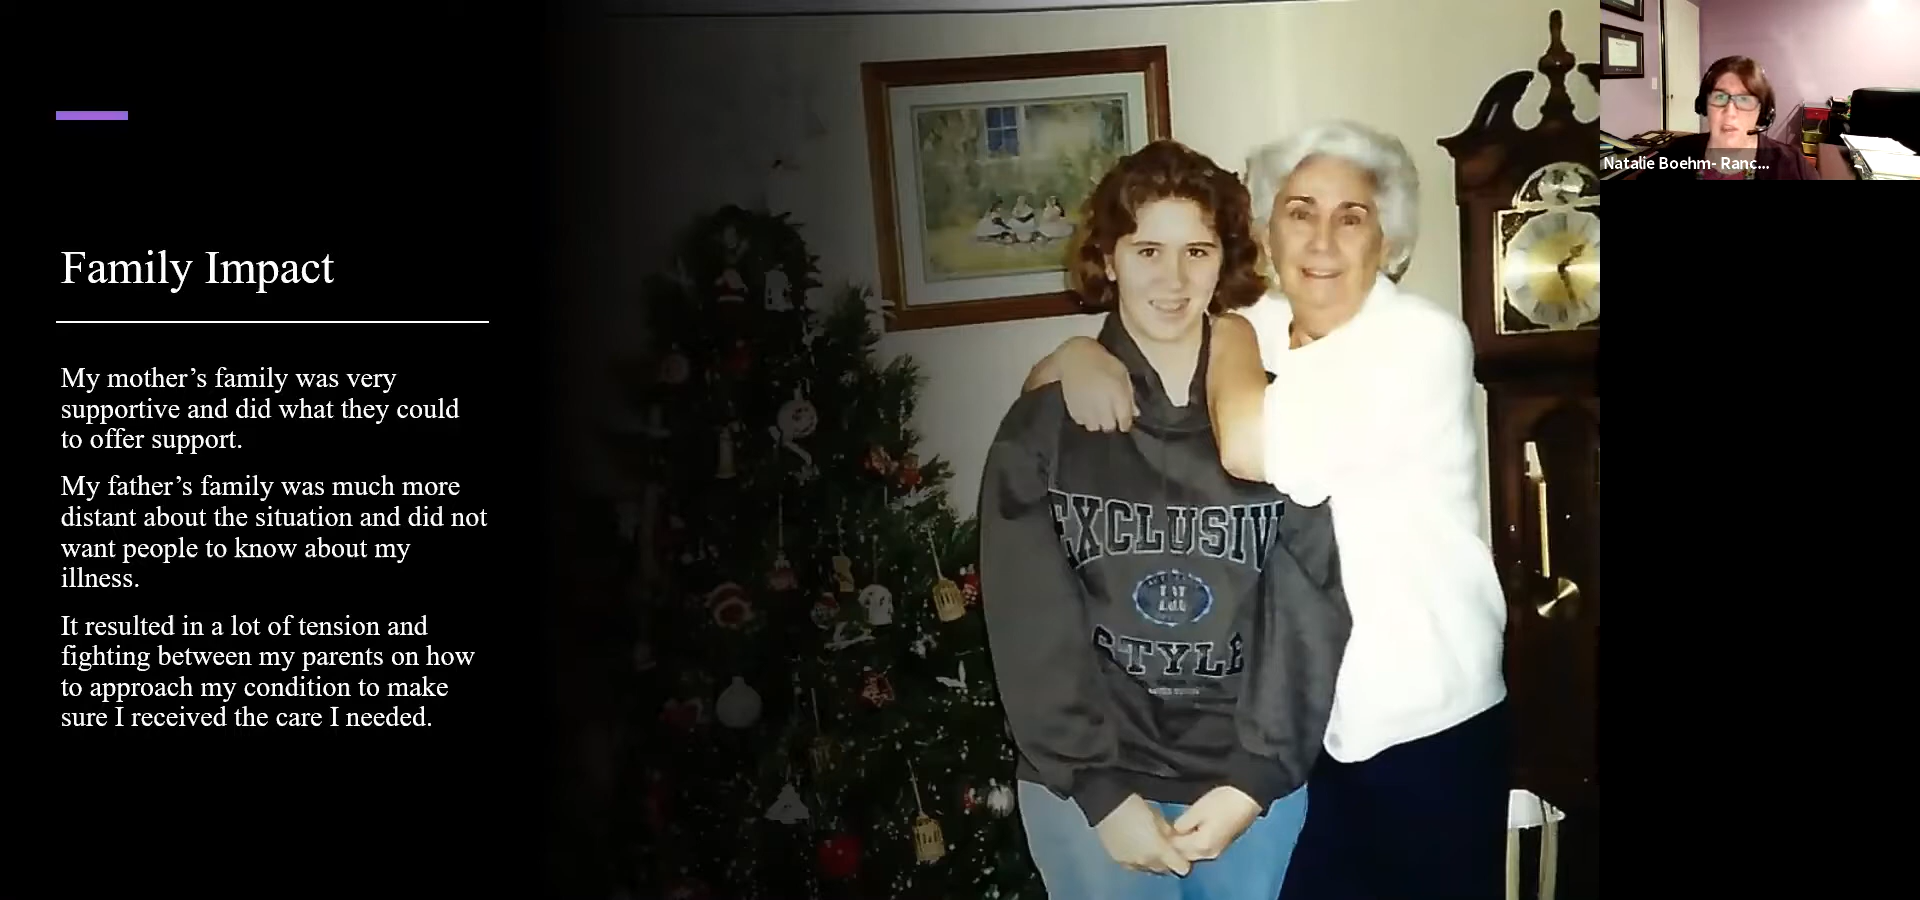 Family Impact
My mother’s family was very
supportive and did what they could
to offer support.
My father’s family was much more
distant about the situation and did not
want people to know about my
illness.
It resulted in a lot of tension and
fighting between my parents on how
to approach my condition to make
sure I received the care I needed.
EXCLUSIV
STYLE
Natalie Boehm- Ranc...